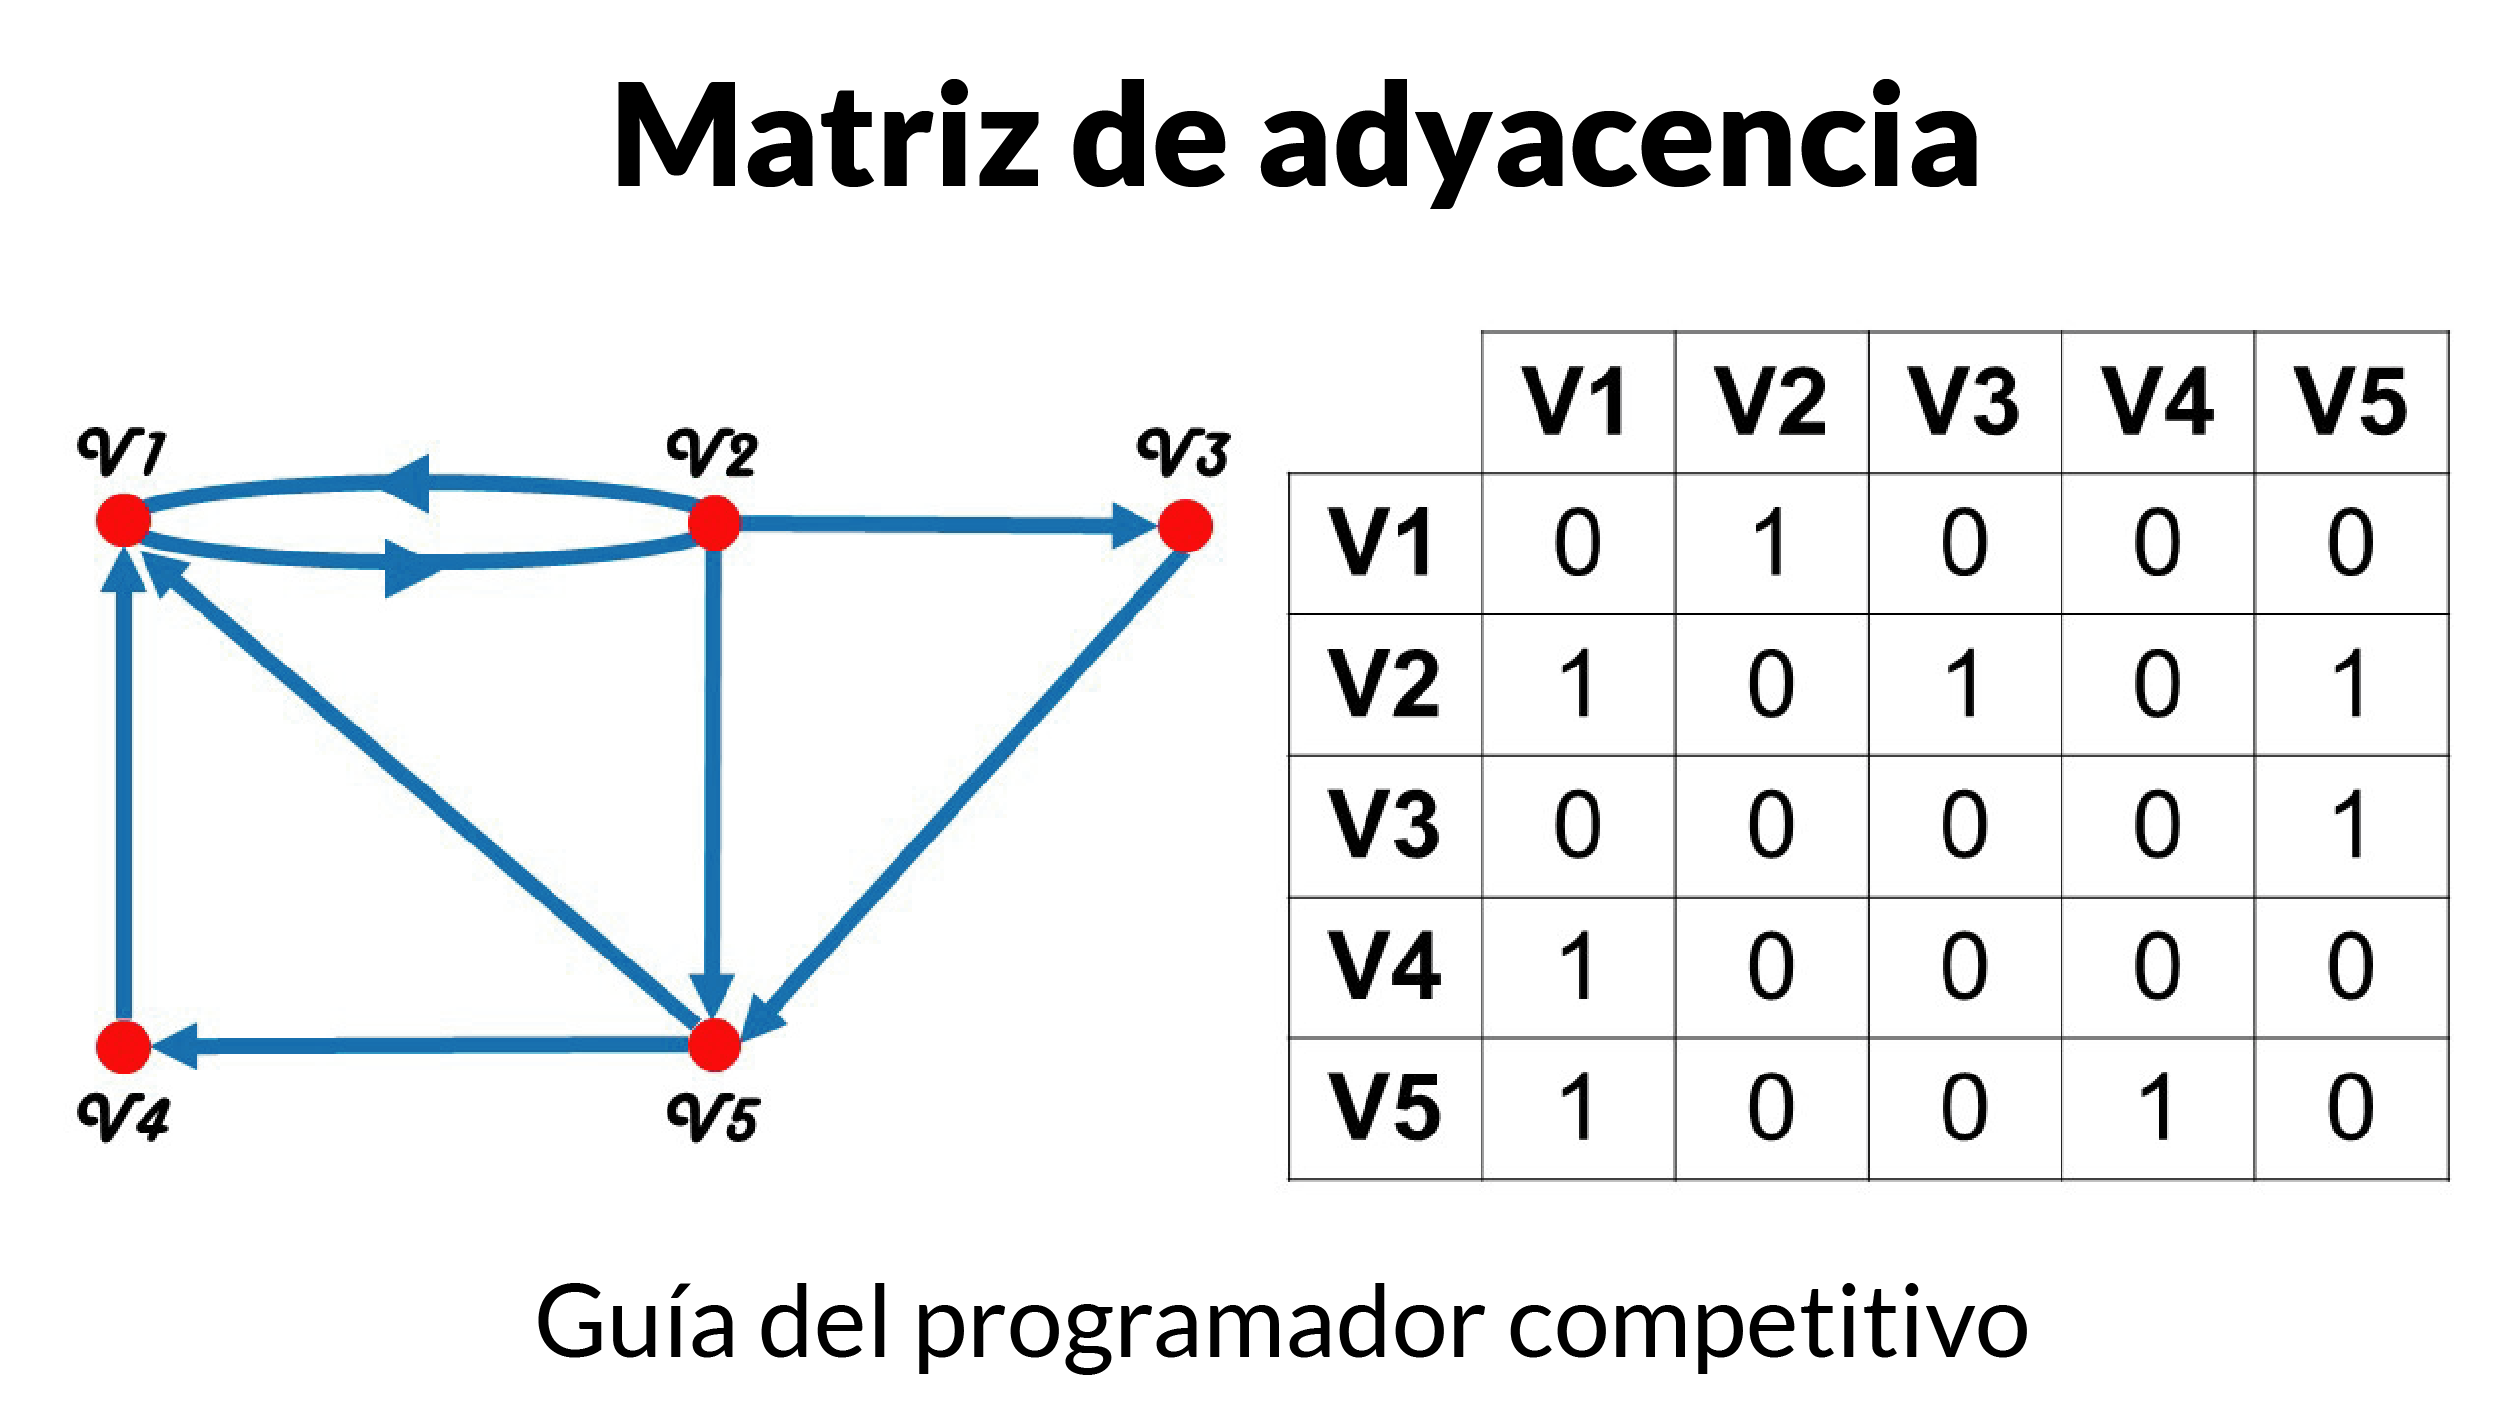 Matriz de adyacencia
V1 V2 V3
V4 V5
V1 V2 V3 V4 V5
V1 0 1 0 0 0
V2 1 0 1 0 1
V3 0 0 0 0 1
V4 1 0 0 0 0
V5 1 0 0 1 0
Guía del programador competitivo